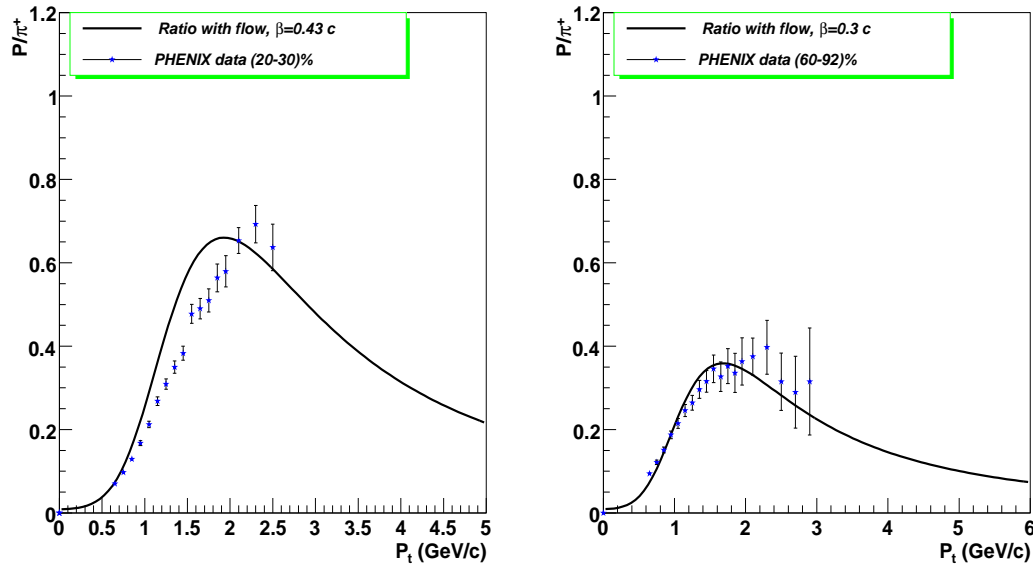 P/π⁺
1.2
1
0.8
0.6
0.4
0.2
0
Ratio with flow, β=0.43 c
PHENIX data (20-30)%
0 0.5 1 1.5 2 2.5 3 3.5 4 4.5 5
P_t (GeV/c)
P/π⁺
1.2
1
0.8
0.6
0.4
0.2
0
Ratio with flow, β=0.3 c
PHENIX data (60-92)%
0 1 2 3 4 5 6
P_t (GeV/c)